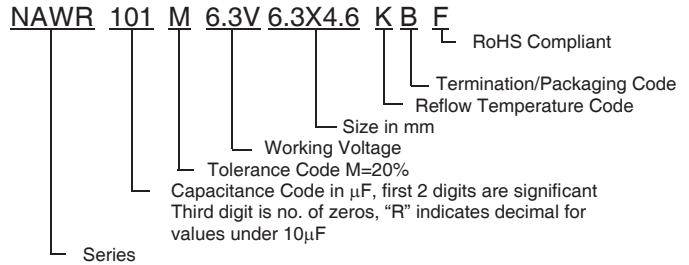 NAWR 101 M 6.3V 6.3X4.6 K B F
RoHS Compliant
Termination/Packaging Code
Reflow Temperature Code
Size in mm
Working Voltage
Tolerance Code M=20%
Capacitance Code in μF, first 2 digits are significant
Third digit is no. of zeros, “R” indicates decimal for
values under 10μF
Series